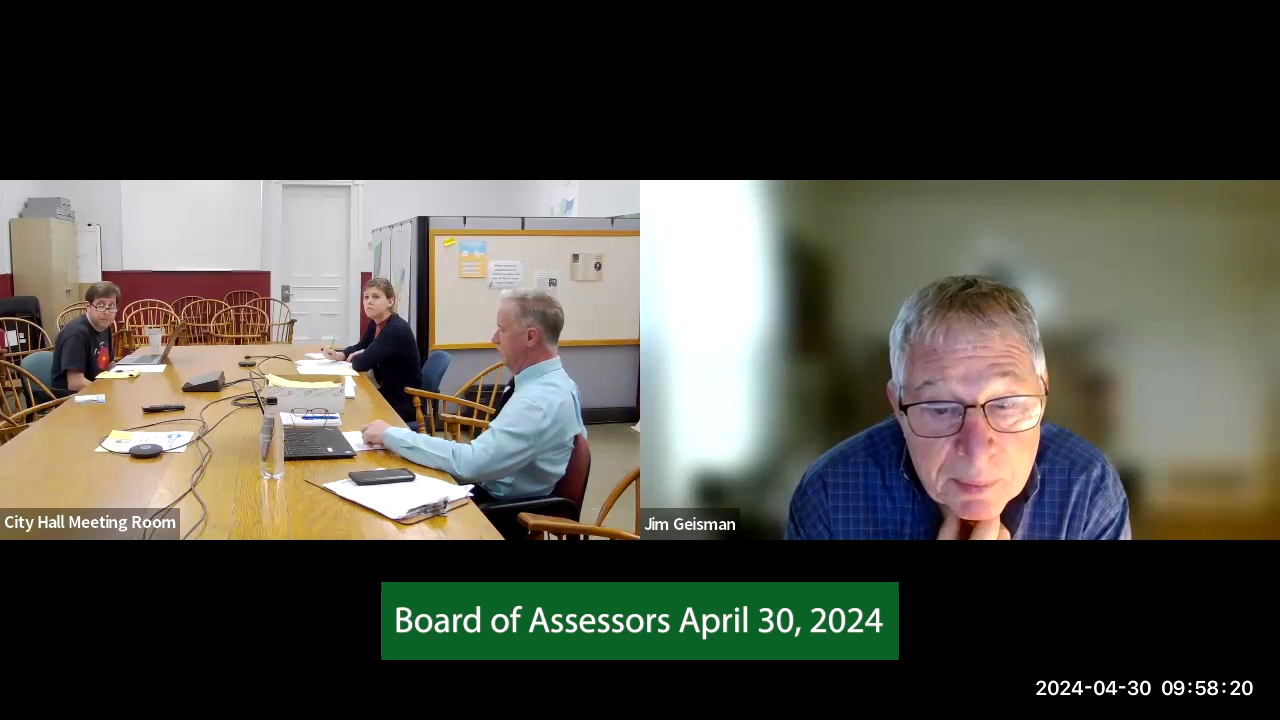 City Hall Meeting Room
Jim Geisman
Board of Assessors April 30, 2024
2024-04-30 09:58:20